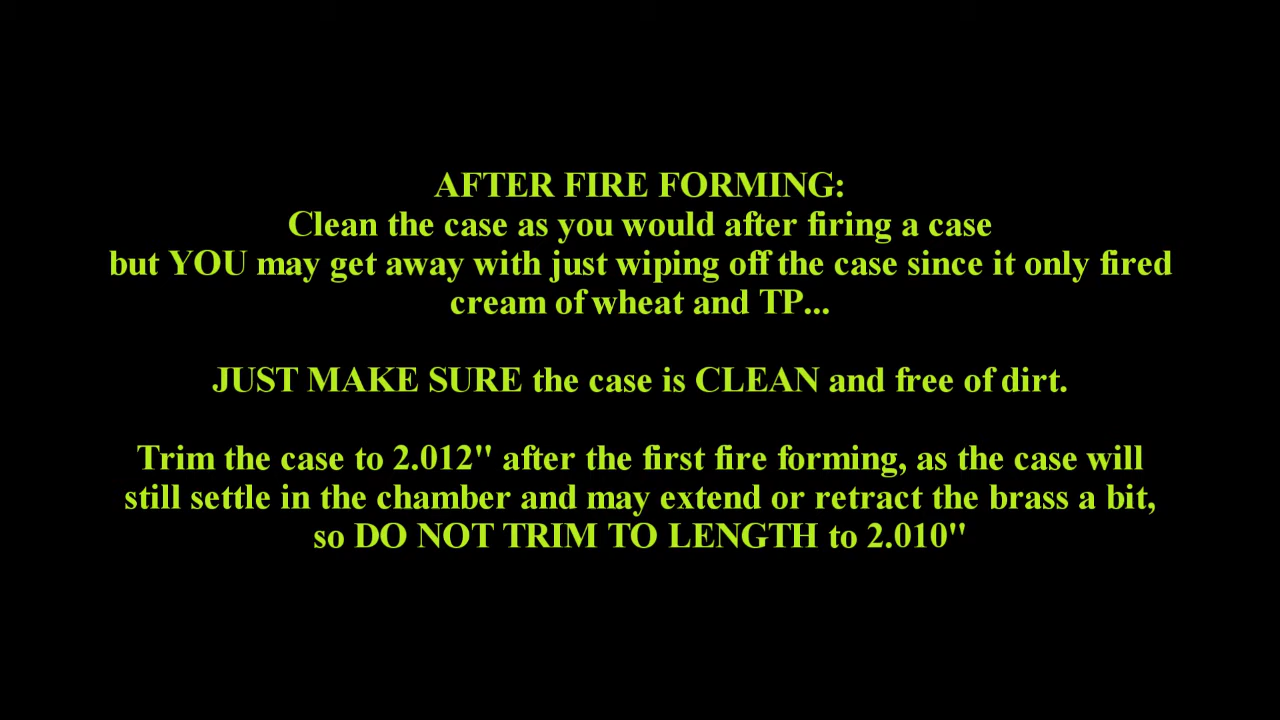 AFTER FIRE FORMING:
Clean the case as you would after firing a case
but YOU may get away with just wiping off the case since it only fired
cream of wheat and TP...
JUST MAKE SURE the case is CLEAN and free of dirt.
Trim the case to 2.012" after the first fire forming, as the case will
still settle in the chamber and may extend or retract the brass a bit,
so DO NOT TRIM TO LENGTH to 2.010"